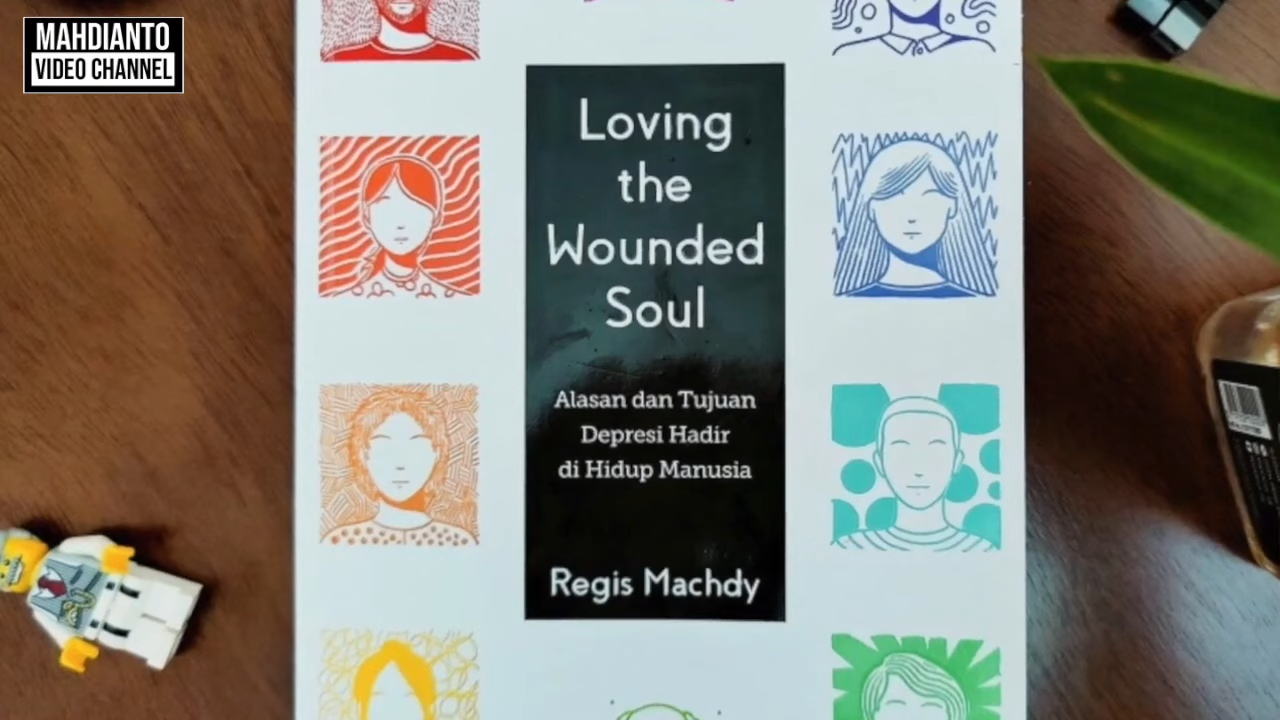 MAHDIANTO
VIDEO CHANNEL
Loving
the
Wounded
Soul
Alasan dan Tujuan
Depresi Hadir
di Hidup Manusia
Regis Machdy